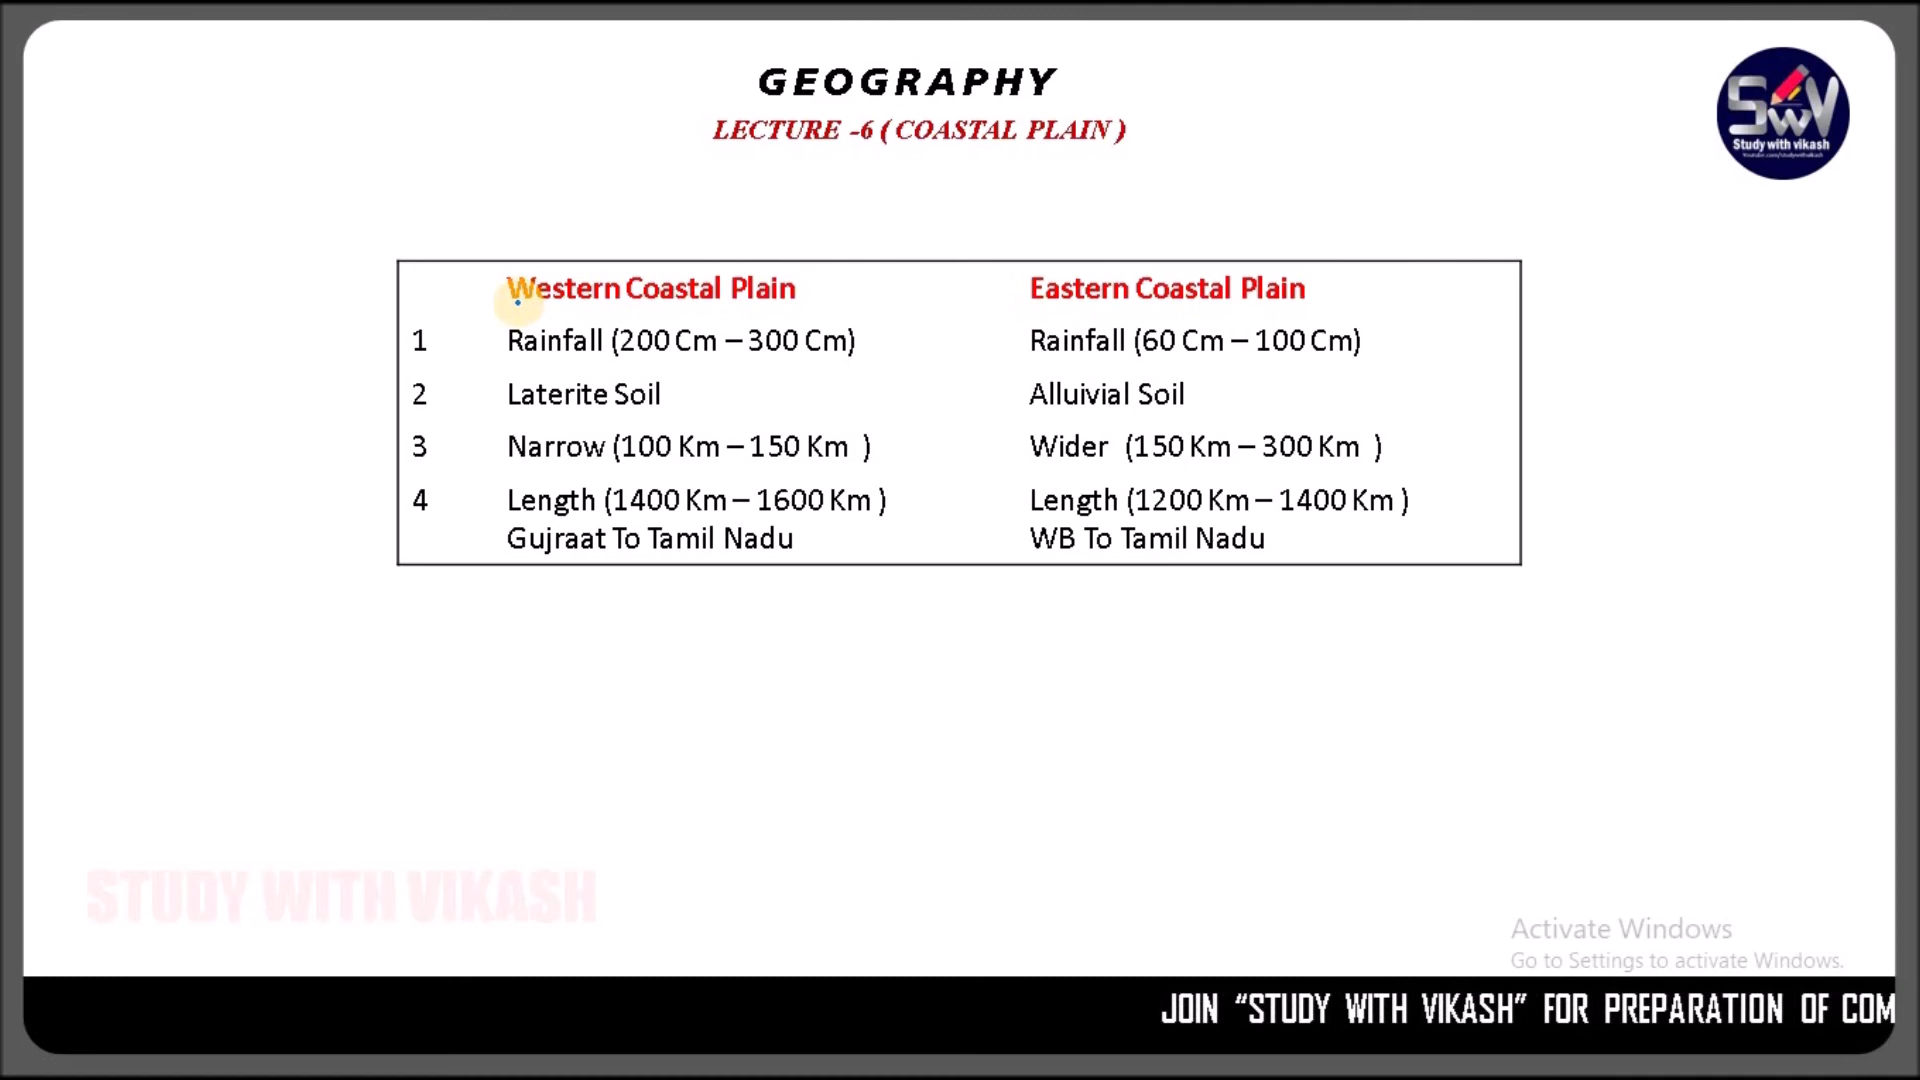 GEOGRAPHY
LECTURE -6 ( COASTAL PLAIN )
SWV
Study with vikash
Western Coastal Plain Eastern Coastal Plain
1 Rainfall (200 Cm – 300 Cm) Rainfall (60 Cm – 100 Cm)
2 Laterite Soil Alluivial Soil
3 Narrow (100 Km – 150 Km ) Wider (150 Km – 300 Km )
4 Length (1400 Km – 1600 Km ) Length (1200 Km – 1400 Km )
Gujraat To Tamil Nadu WB To Tamil Nadu
STUDY WITH VIKASH
Activate Windows
Go to Settings to activate Windows.
JOIN “STUDY WITH VIKASH” FOR PREPARATION OF COM